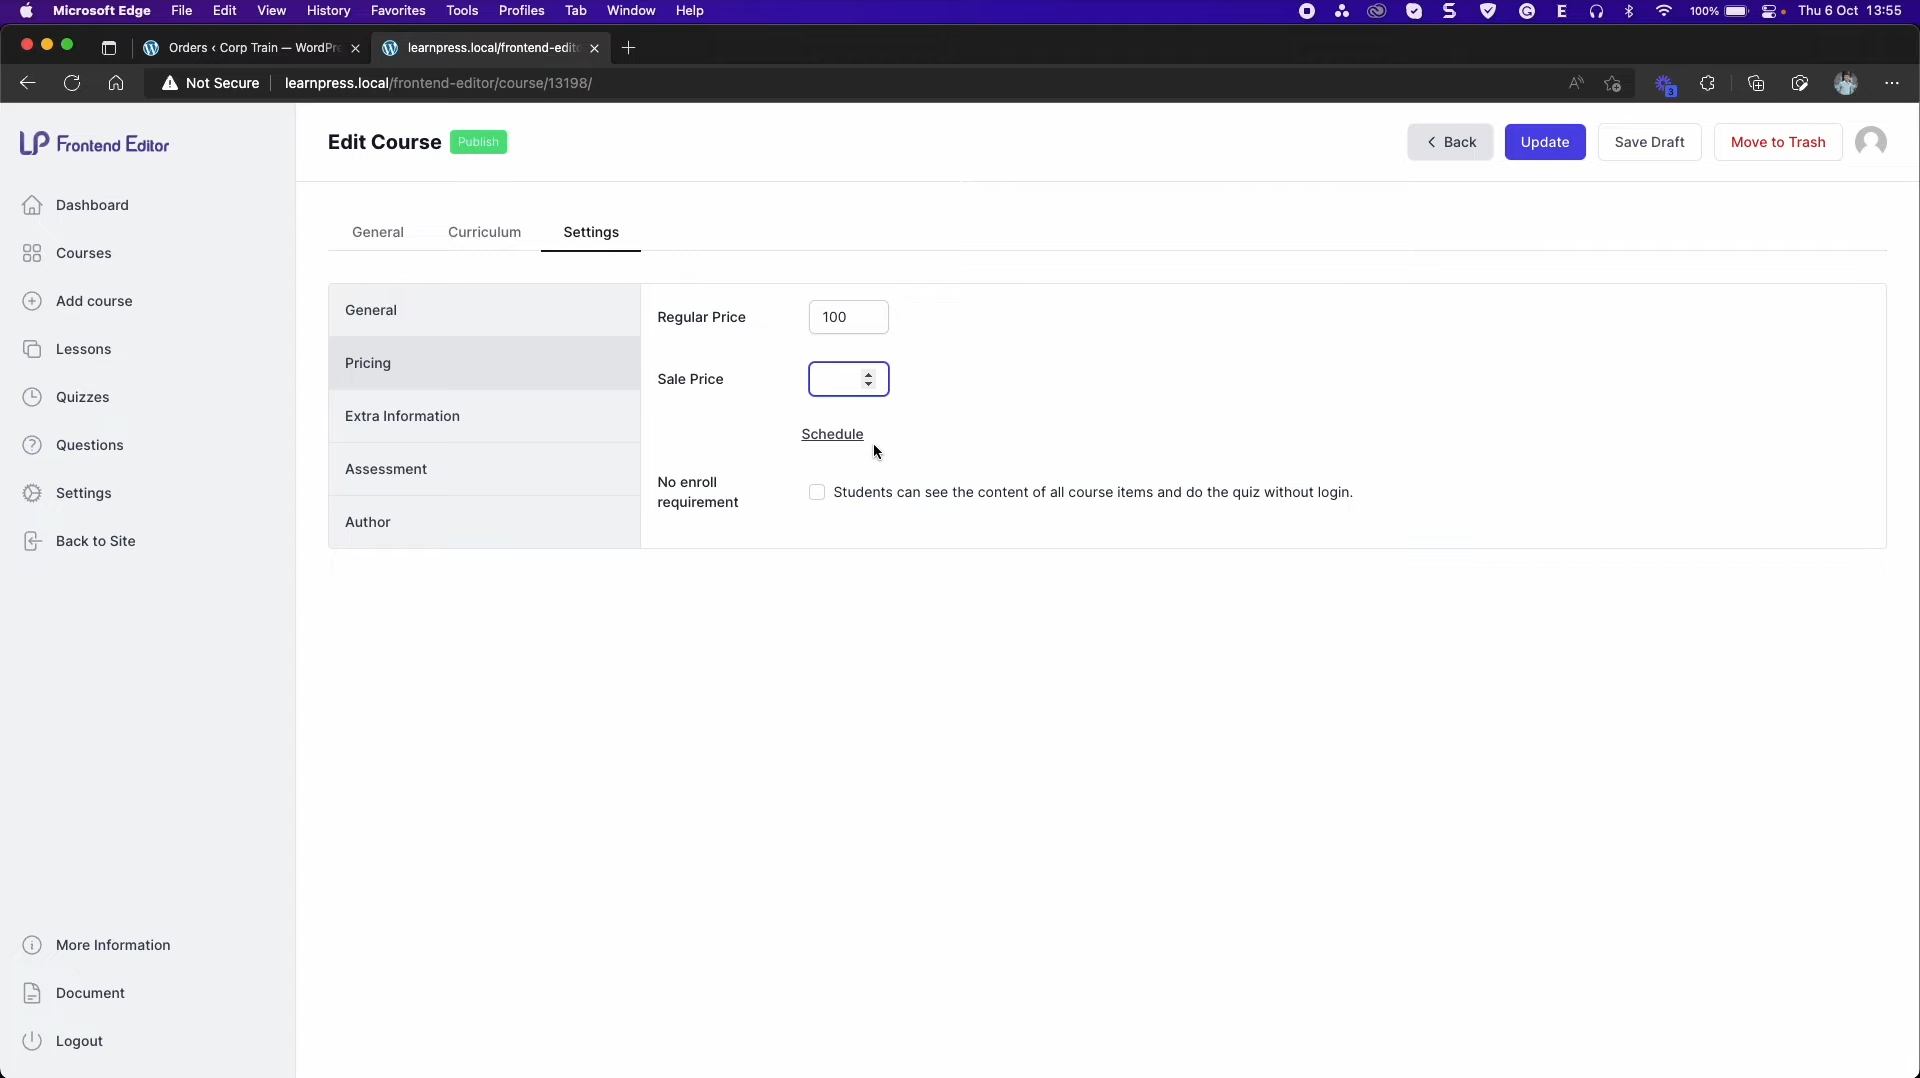 Microsoft Edge File Edit View History Favorites Tools Profiles Tab Window Help
100% Thu 6 Oct 13:55
Orders ‹ Corp Train — WordPr
learnpress.local/frontend-edito
Not Secure learnpress.local/frontend-editor/course/13198/
3
LP Frontend Editor
Dashboard
Courses
Add course
Lessons
Quizzes
Questions
Settings
Back to Site
More Information
Document
Logout
Edit Course Publish
Back Update Save Draft Move to Trash
General Curriculum Settings
General
Pricing
Extra Information
Assessment
Author
Regular Price 100
Sale Price
Schedule
No enroll
requirement
Students can see the content of all course items and do the quiz without login.